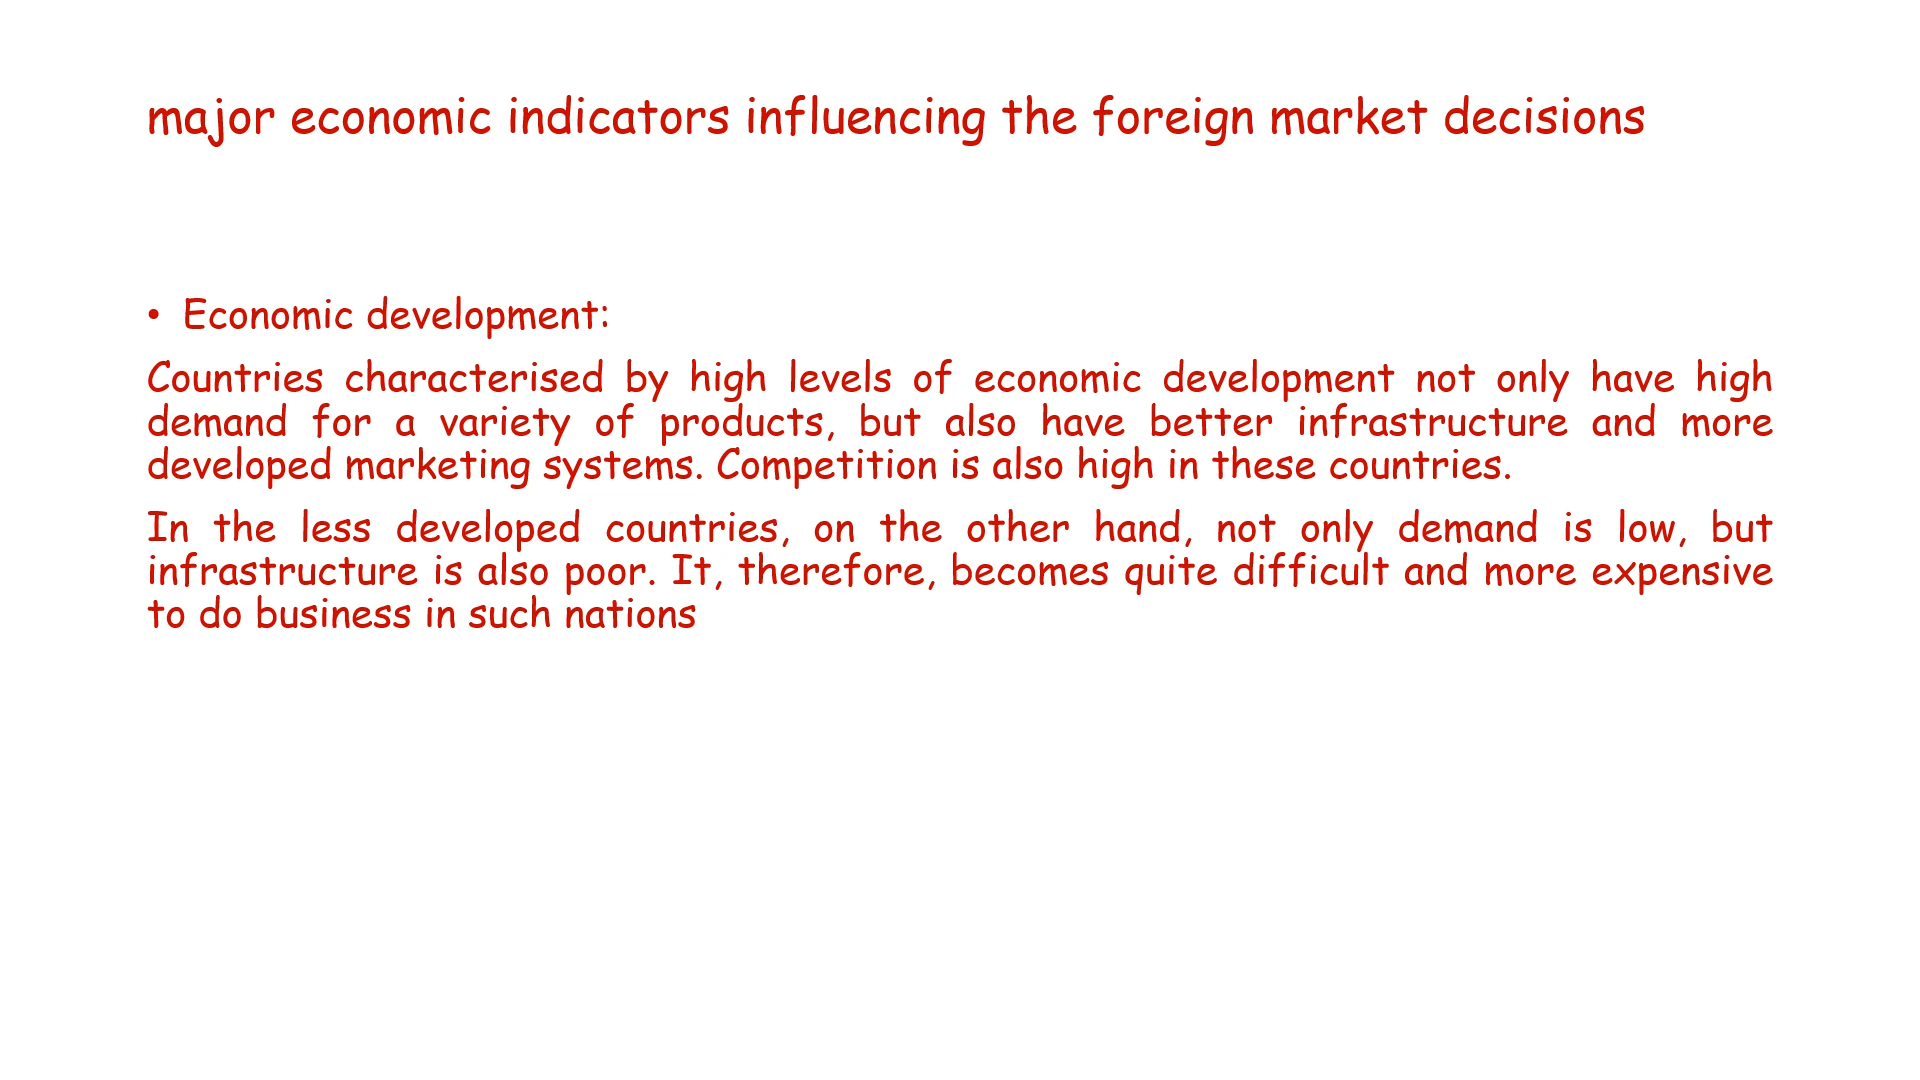 major economic indicators influencing the foreign market decisions
• Economic development:
Countries characterised by high levels of economic development not only have high
demand for a variety of products, but also have better infrastructure and more
developed marketing systems. Competition is also high in these countries.
In the less developed countries, on the other hand, not only demand is low, but
infrastructure is also poor. It, therefore, becomes quite difficult and more expensive
to do business in such nations